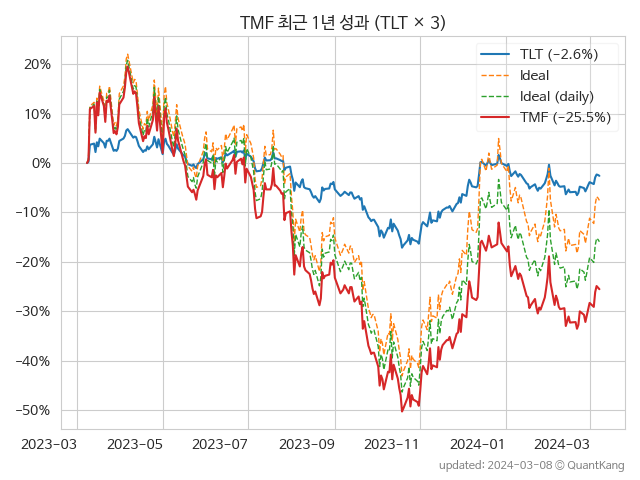 TMF 최근 1년 성과 (TLT × 3)
TLT (−2.6%)
Ideal
Ideal (daily)
TMF (−25.5%)
20%
10%
0%
−10%
−20%
−30%
−40%
−50%
2023−03 2023−05 2023−07 2023−09 2023−11 2024−01 2024−03
updated: 2024−03−08 © QuantKang